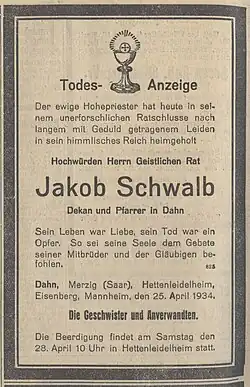 Todes- Anzeige
Der ewige Hohepriester hat heute in sei-
nem unerforschlichen Ratschlusse nach
langem mit Geduld getragenem Leiden
in sein himmlisches Reich heimgeholt
Hochwürden Herrn Geistlichen Rat
Jakob Schwalb
Dekan und Pfarrer in Dahn
Sein Leben war Liebe, sein Tod war ein
Opfer. So sei seine Seele dem Gebete
seiner Mitbrüder und der Gläubigen be-
fohlen.
Dahn, Merzig (Saar), Hettenleidelheim,
Eisenberg, Mannheim, den 25. April 1934.
Die Geschwister und Anverwandten.
Die Beerdigung findet am Samstag den
28. April 10 Uhr in Hettenleidelheim statt.